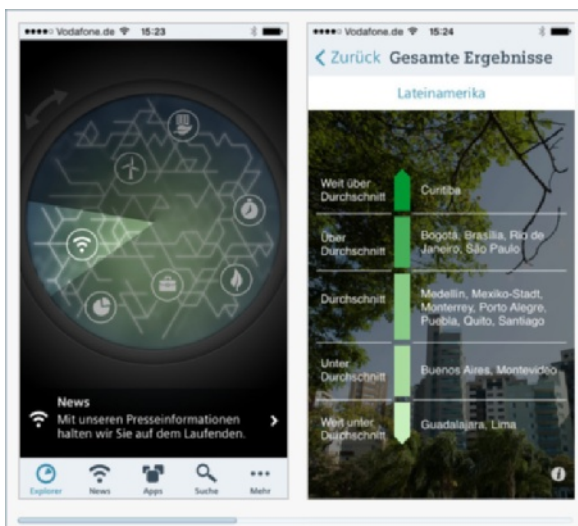 Vodafone.de 15:23
News
Mit unseren Presseinformationen
halten wir Sie auf dem Laufenden.
Explorer News Apps Suche Mehr
Vodafone.de 15:24
Zurück Gesamte Ergebnisse
Lateinamerika
Weit über
Durchschnitt
Curitiba
Über
Durchschnitt
Bogotá, Brasília, Rio de
Janeiro, São Paulo
Durchschnitt
Medellín, Mexiko-Stadt,
Monterrey, Porto Alegre,
Puebla, Quito, Santiago
Unter
Durchschnitt
Buenos Aires, Montevideo
Weit unter
Durchschnitt
Guadalajara, Lima